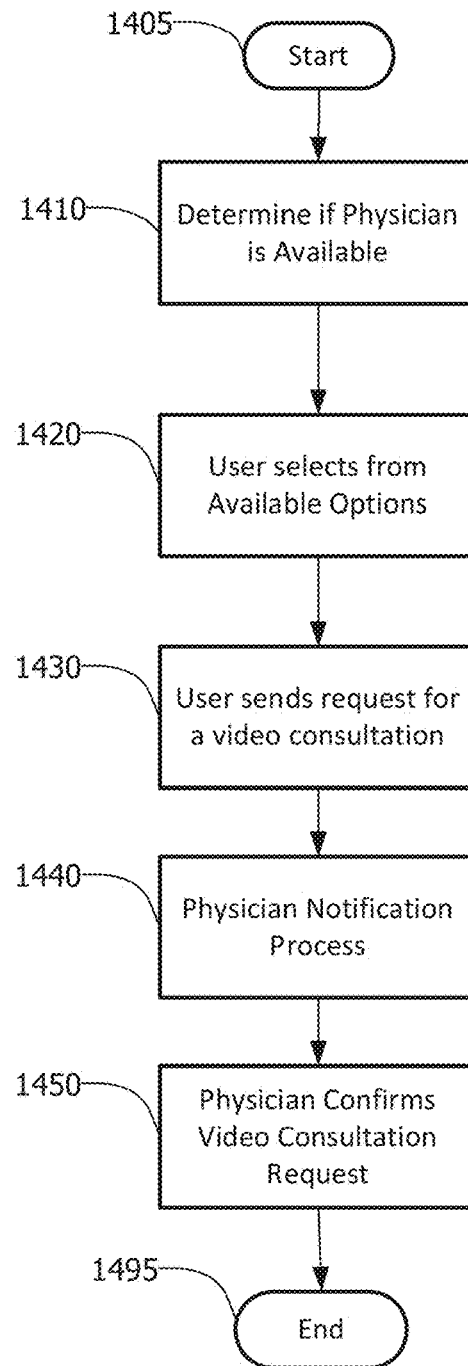 1405
Start
1410
Determine if Physician
is Available
1420
User selects from
Available Options
1430
User sends request for
a video consultation
1440
Physician Notification
Process
1450
Physician Confirms
Video Consultation
Request
1495
End